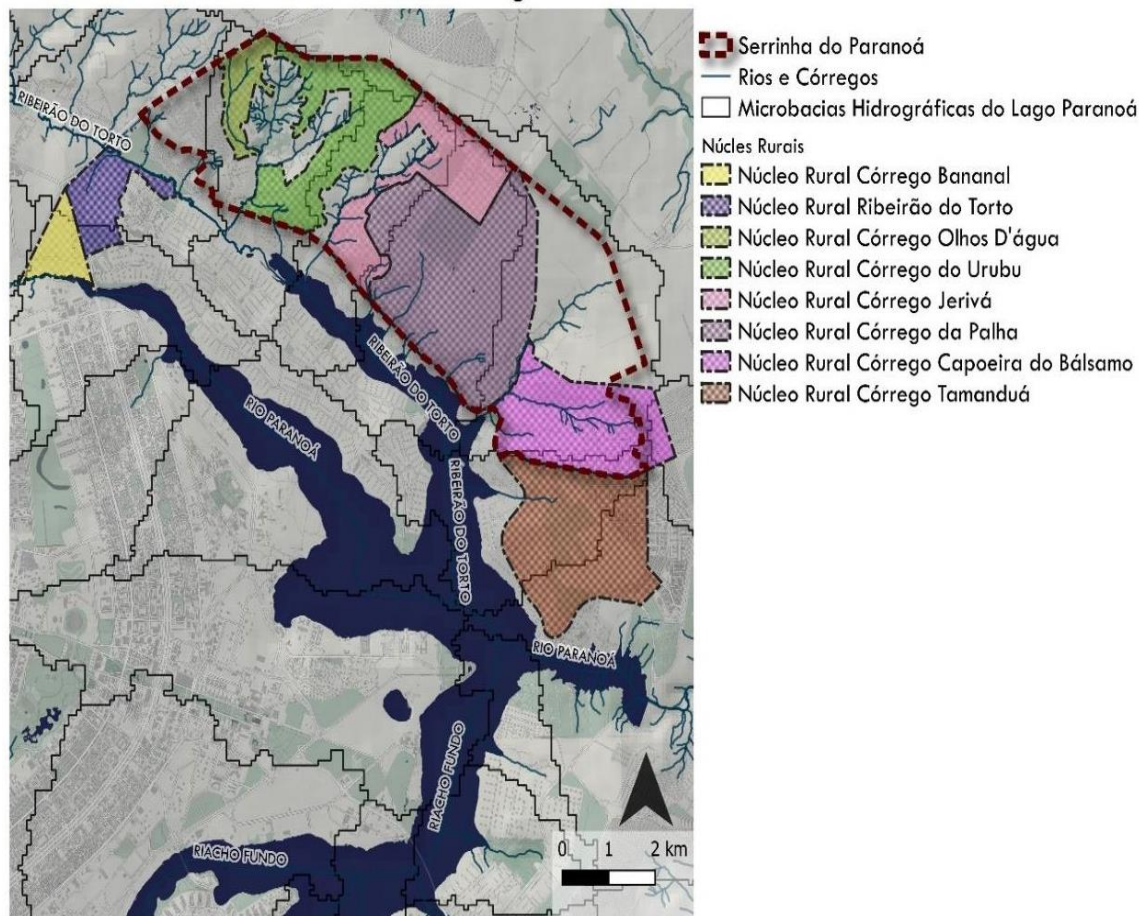 Serrinha do Paranoá
Rios e Córregos
Microbacias Hidrográficas do Lago Paranoá
Núcles Rurais
Núcleo Rural Córrego Bananal
Núcleo Rural Ribeirão do Torto
Núcleo Rural Córrego Olhos D'água
Núcleo Rural Córrego do Urubu
Núcleo Rural Córrego Jerivá
Núcleo Rural Córrego da Palha
Núcleo Rural Córrego Capoeira do Bálsamo
Núcleo Rural Córrego Tamanduá
RIBEIRÃO DO TORTO
RIBEIRÃO DO TORTO
RIO PARANOÁ
RIBEIRÃO DO TORTO
RIO PARANOÁ
RIACHO FUNDO
RIACHO FUNDO
0 1 2 km